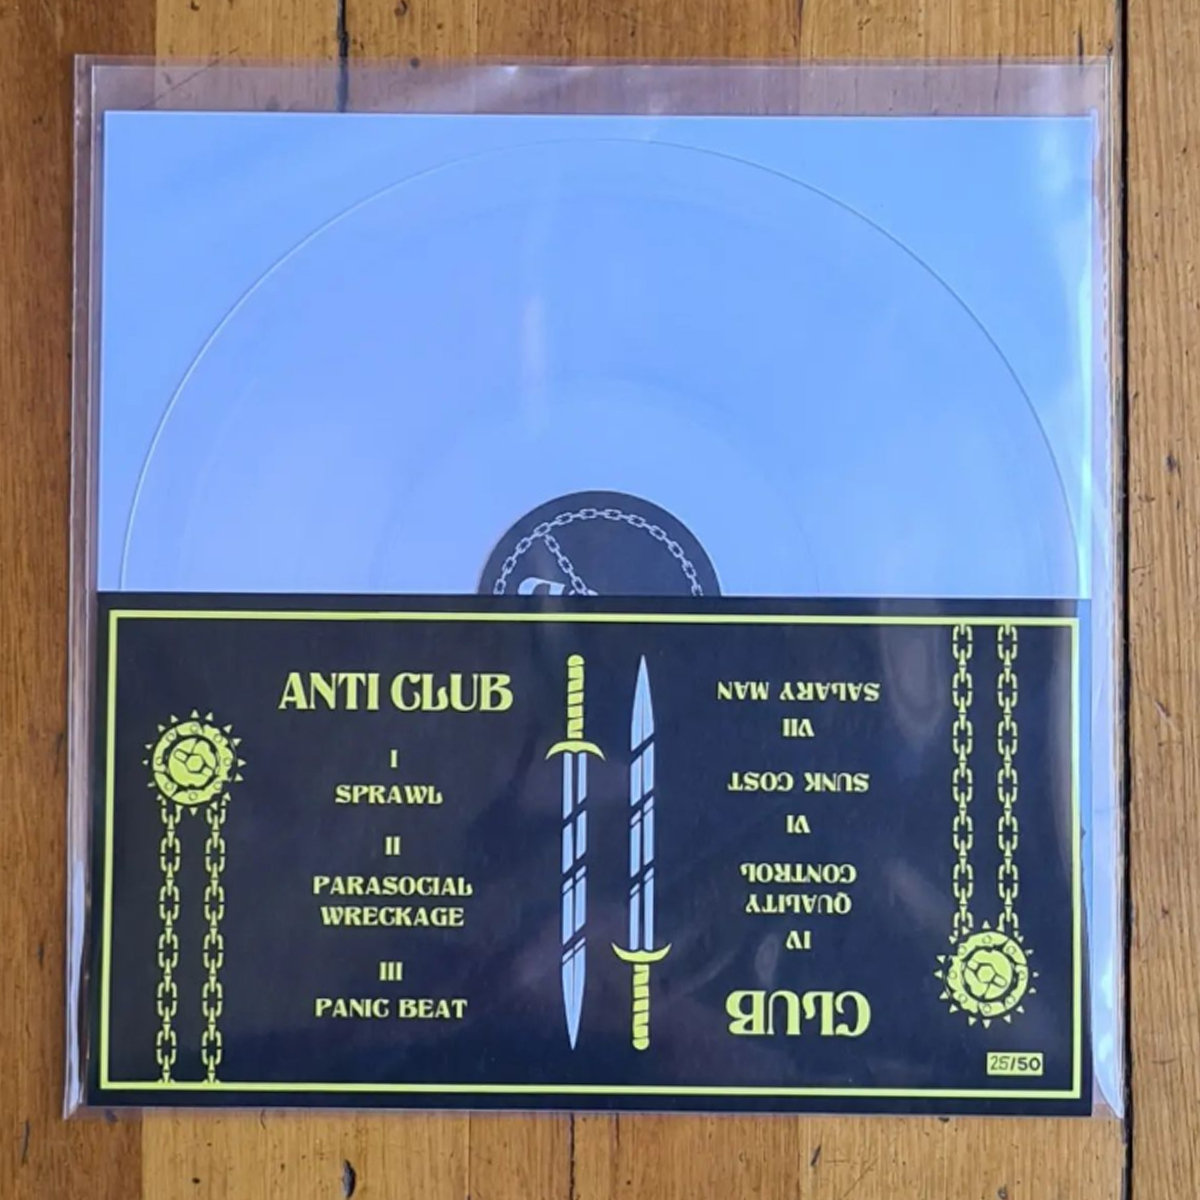 ANTI CLUB
I
SPRAWL
II
PARASOCIAL
WRECKAGE
III
PANIC BEAT
CLUB
IV
QUALITY
CONTROL
VI
SUNK COST
VII
SALARY MAN
25/50